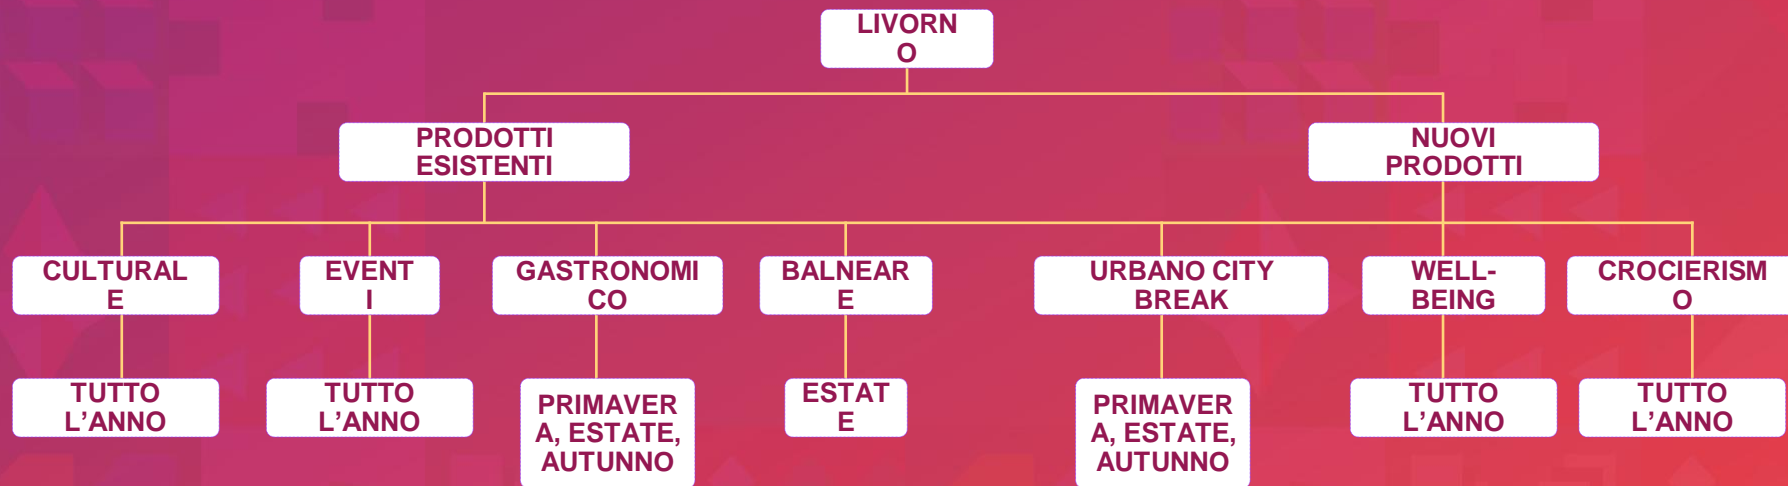 LIVORN
O
PRODOTTI
ESISTENTI
NUOVI
PRODOTTI
CULTURAL
E
EVENT
I
GASTRONOMI
CO
BALNEAR
E
URBANO CITY
BREAK
WELL-
BEING
CROCIERISM
O
TUTTO
L’ANNO
TUTTO
L’ANNO
PRIMAVER
A, ESTATE,
AUTUNNO
ESTAT
E
PRIMAVER
A, ESTATE,
AUTUNNO
TUTTO
L’ANNO
TUTTO
L’ANNO